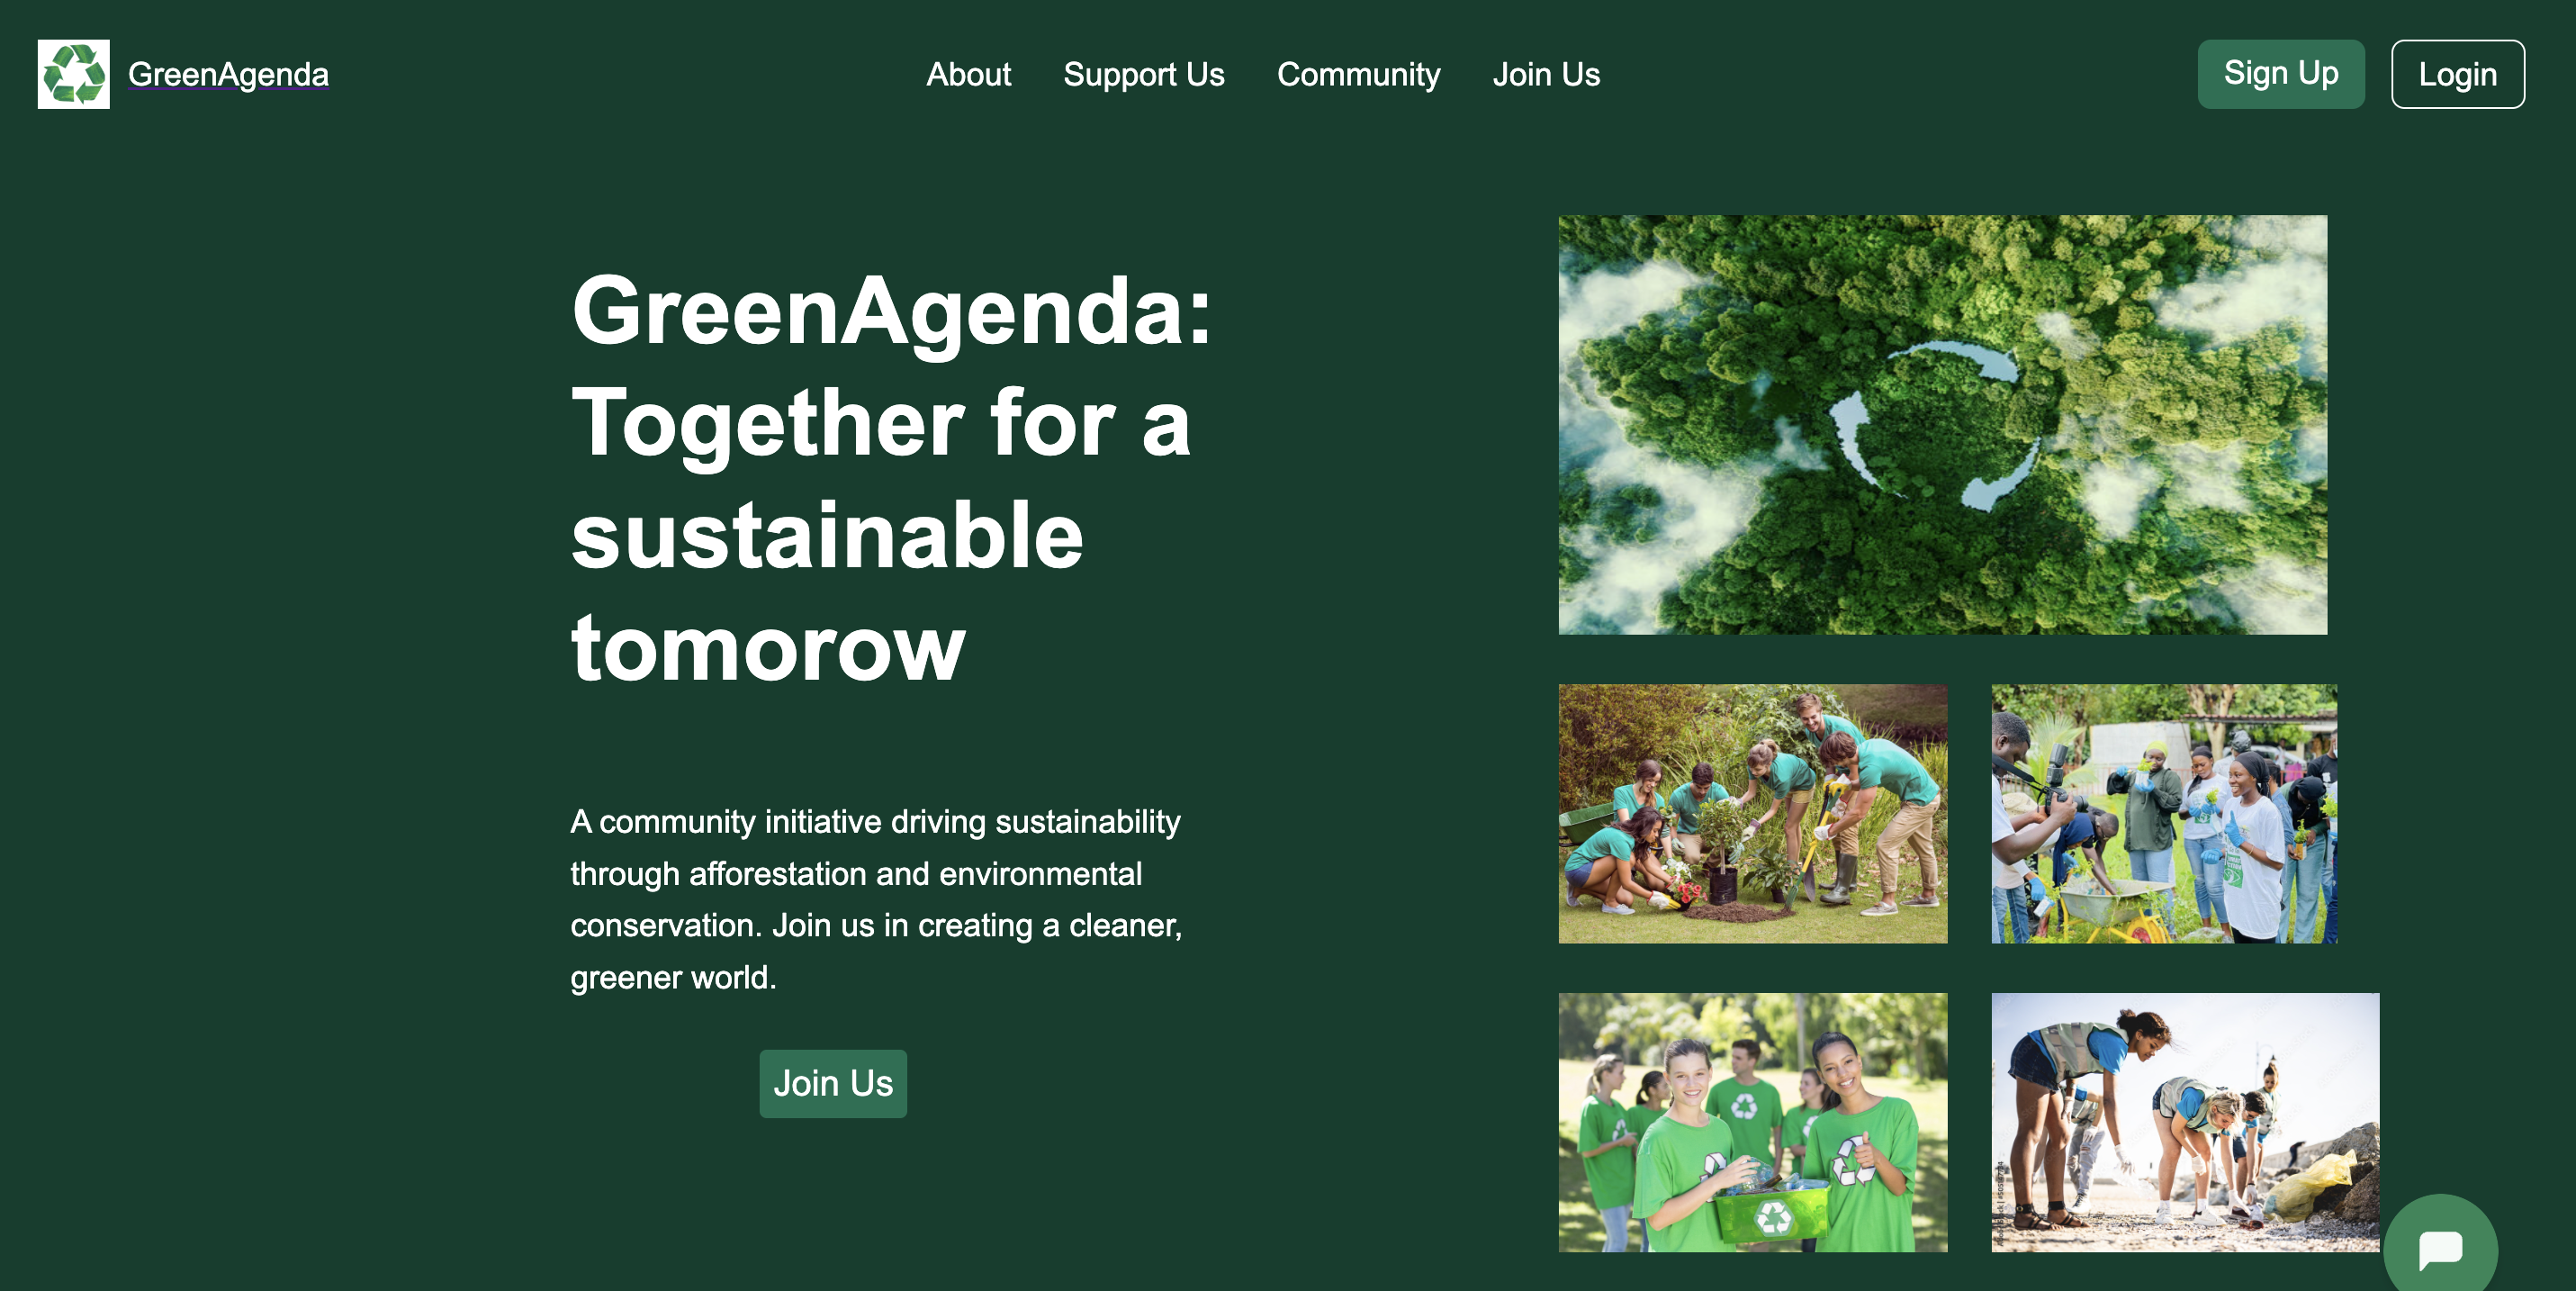 GreenAgenda
About
Support Us
Community
Join Us
Sign Up
Login
GreenAgenda:
Together for a
sustainable
tomorow
A community initiative driving sustainability
through afforestation and environmental
conservation. Join us in creating a cleaner,
greener world.
Join Us